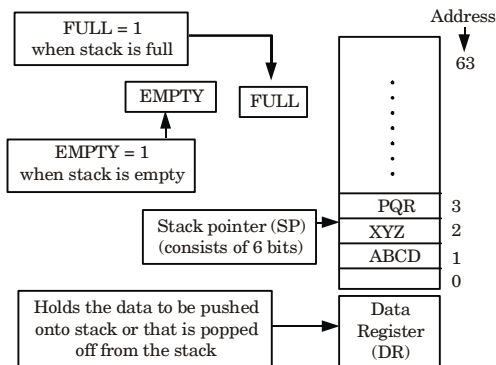 Address
FULL = 1
when stack is full
63
EMPTY
FULL
EMPTY = 1
when stack is empty
PQR 3
Stack pointer (SP)
(consists of 6 bits)
XYZ 2
ABCD 1
0
Holds the data to be pushed
onto stack or that is popped
off from the stack
Data
Register
(DR)